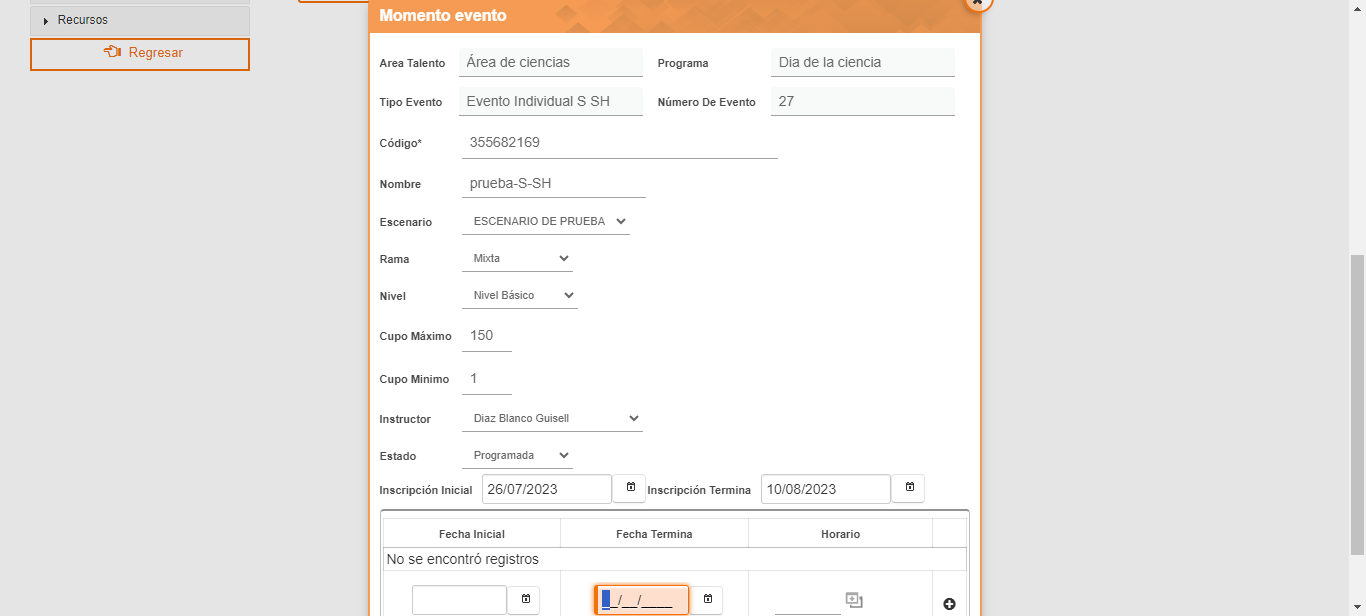 Recursos
Regresar
Momento evento
Area Talento Área de ciencias Programa Dia de la ciencia
Tipo Evento Evento Individual S SH Número De Evento 27
Código* 355682169
Nombre prueba-S-SH
Escenario ESCENARIO DE PRUEBA
Rama Mixta
Nivel Nivel Básico
Cupo Máximo 150
Cupo Minimo 1
Instructor Diaz Blanco Guisell
Estado Programada
Inscripción Inicial 26/07/2023 Inscripción Termina 10/08/2023
Fecha Inicial Fecha Termina Horario
No se encontró registros
__/__/____